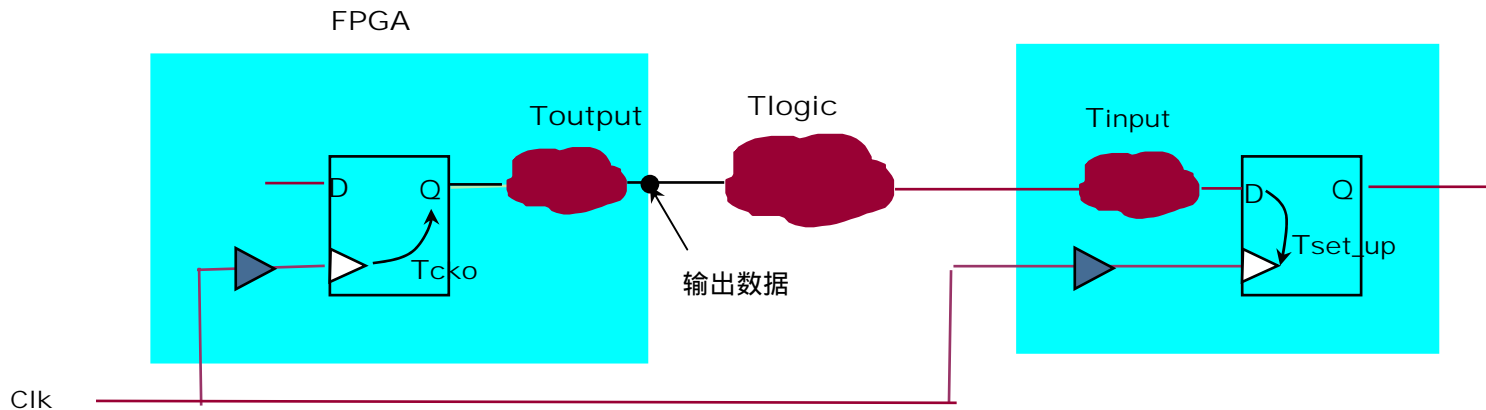 FPGA
Toutput
Tlogic
Tinput
D
Q
D
Q
Tcko
Tset_up
输出数据
Clk